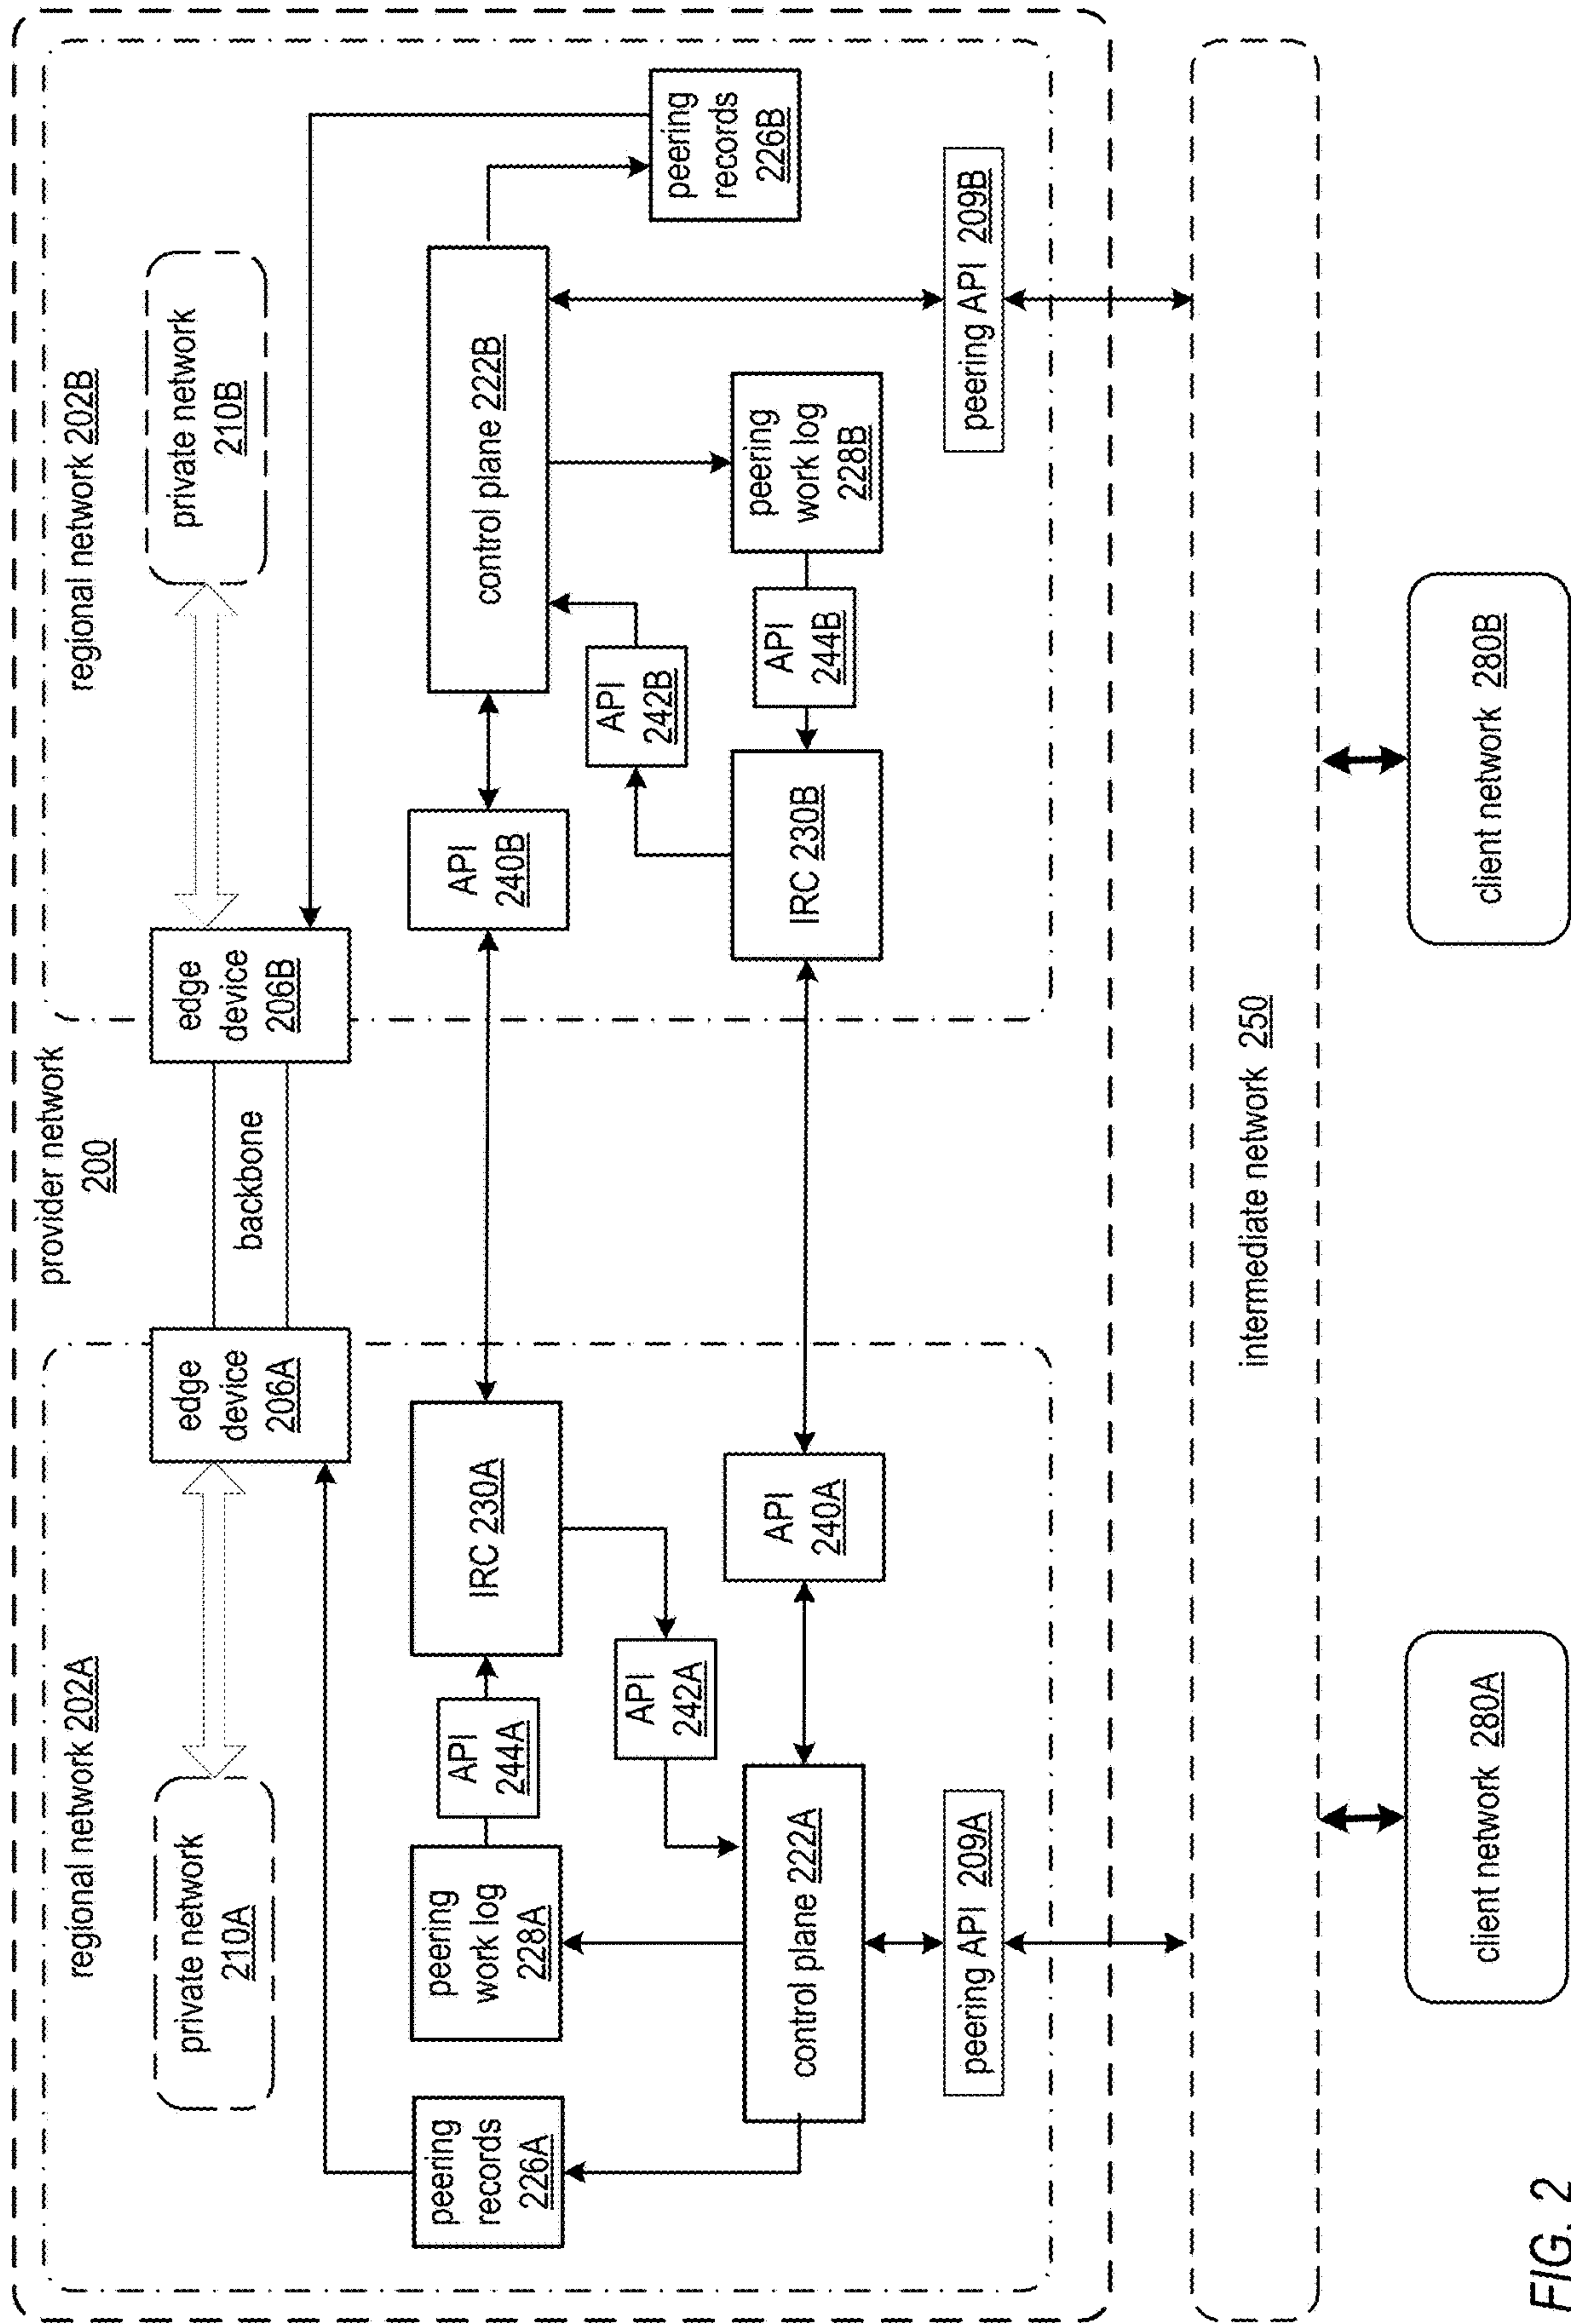 provider network
200
regional network 202A
regional network 202B
private network
210A
edge
device
206A
backbone
edge
device
206B
private network
210B
peering
records
226A
peering
work log
228A
API
244A
IRC 230A
API
242A
control plane 222A
API
240A
peering API 209A
API
240B
control plane 222B
peering
records
226B
API
242B
IRC 230B
API
244B
peering
work log
228B
peering API 209B
intermediate network 250
client network 280A
client network 280B
FIG. 2